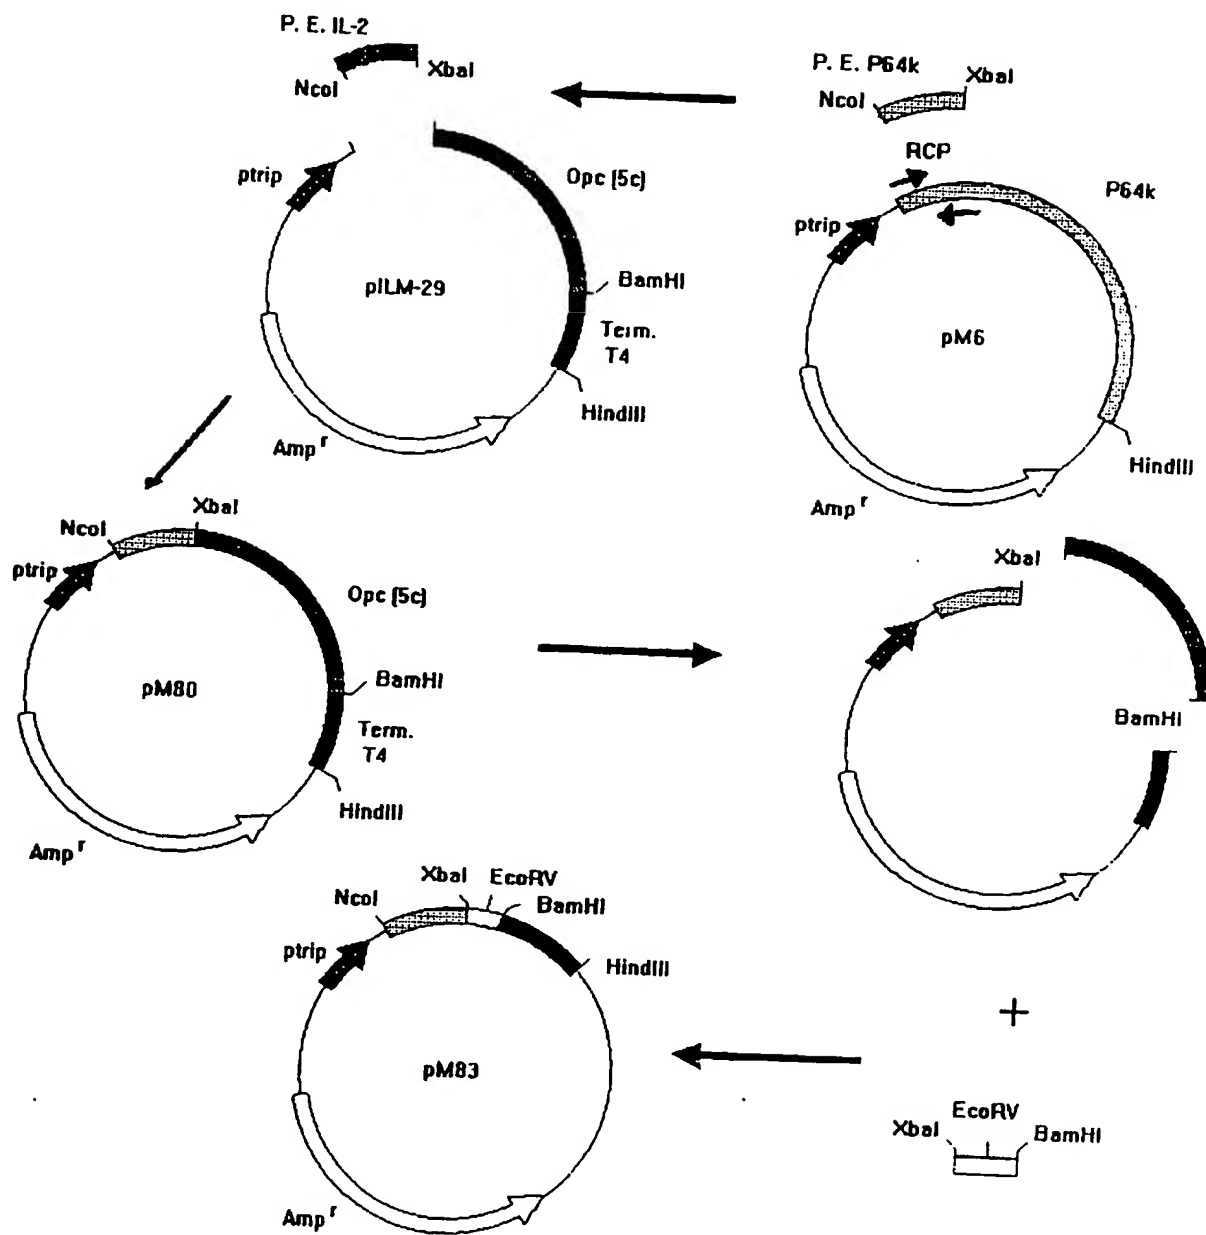 P. E. IL-2
NcoI
XbaI
P. E. P64k
NcoI
XbaI
ptrip
Opc (5c)
pILM-29
BamHI
Term.
T4
HindIII
Amp r
RCP
P64k
ptrip
pM6
HindIII
Amp r
NcoI
XbaI
ptrip
Opc (5c)
pM80
BamHI
Term.
T4
HindIII
Amp r
XbaI
BamHI
XbaI
EcoRV
NcoI
BamHI
ptrip
HindIII
pM83
Amp r
+
EcoRV
XbaI
BamHI